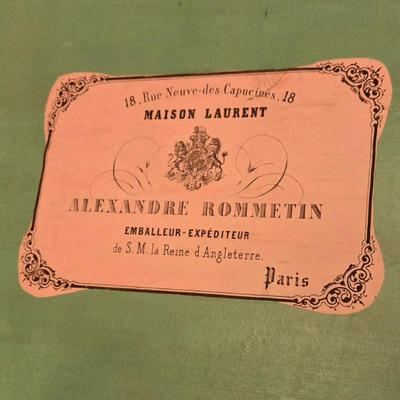 18, Rue Neuve-des Capucines, 18
MAISON LAURENT
ALEXANDRE ROMMETIN
EMBALLEUR-EXPÉDITEUR
de S. M. la Reine d'Angleterre.
Paris